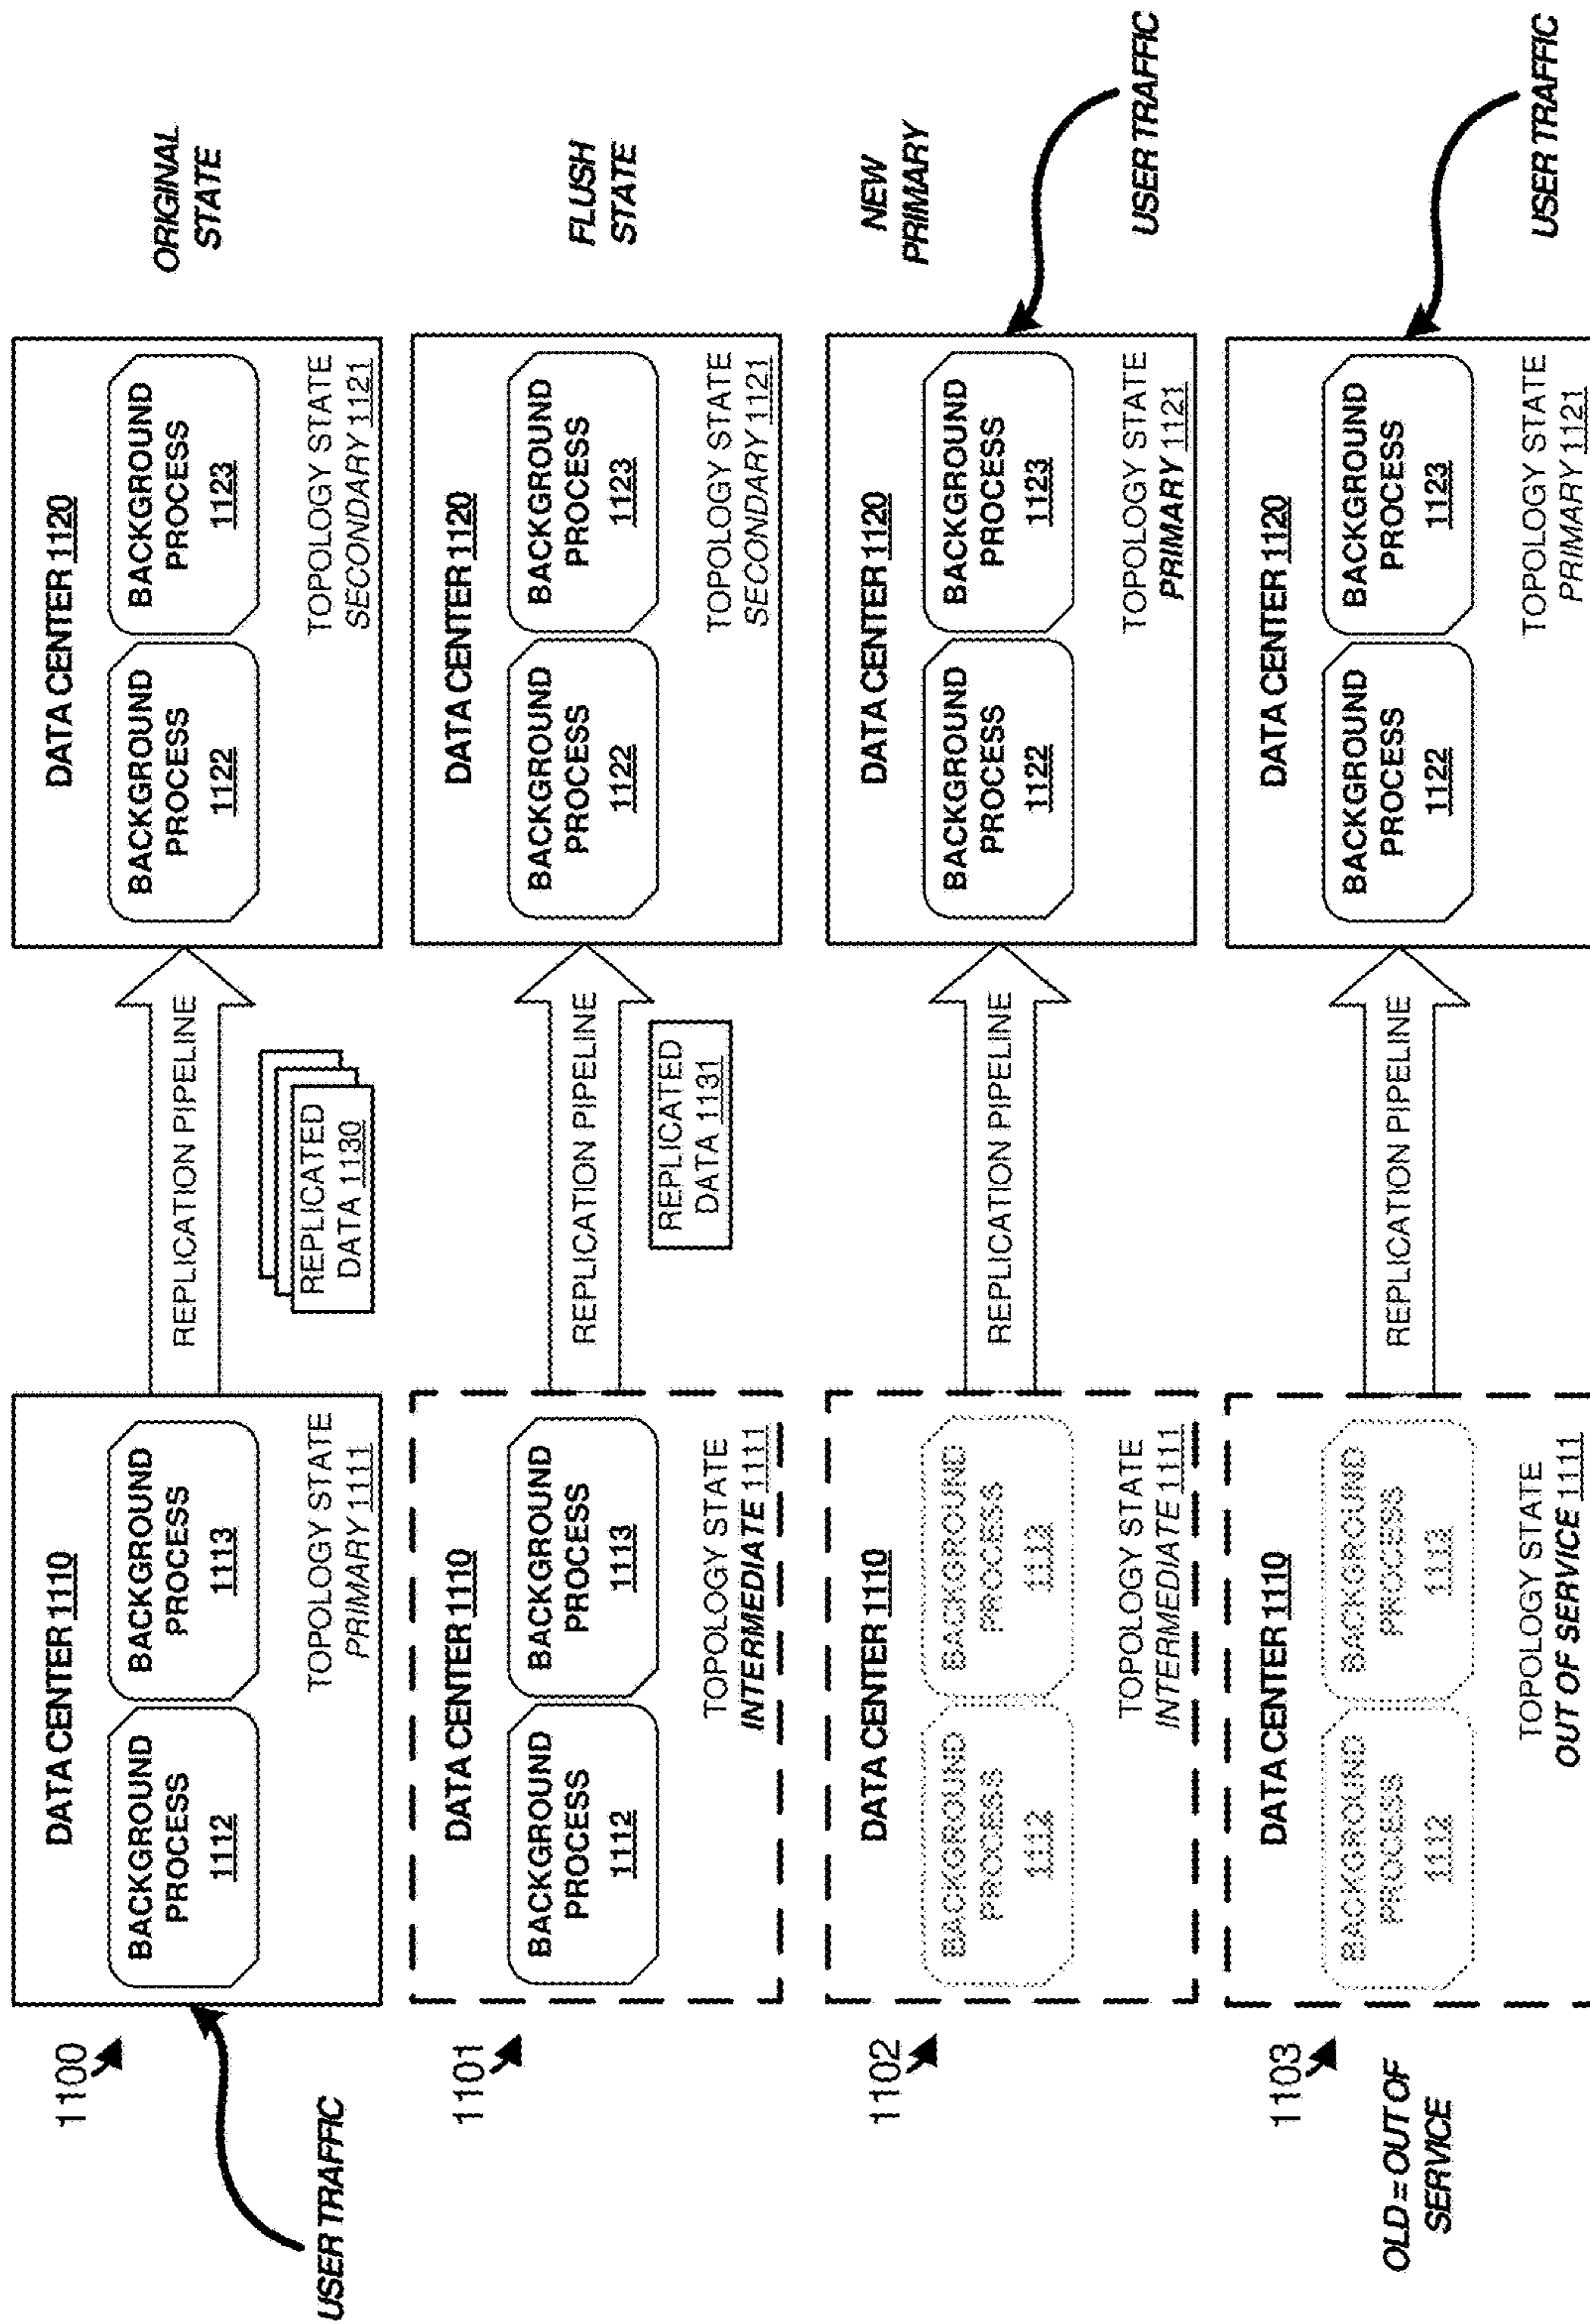 1100
USER TRAFFIC
DATA CENTER 1110
BACKGROUND
PROCESS
1112
BACKGROUND
PROCESS
1113
TOPOLOGY STATE
PRIMARY 1111
REPLICATION PIPELINE
REPLICATED
DATA 1130
DATA CENTER 1120
BACKGROUND
PROCESS
1122
BACKGROUND
PROCESS
1123
TOPOLOGY STATE
SECONDARY 1121
ORIGINAL
STATE
1101
DATA CENTER 1110
BACKGROUND
PROCESS
1112
BACKGROUND
PROCESS
1113
TOPOLOGY STATE
INTERMEDIATE 1111
REPLICATION PIPELINE
REPLICATED
DATA 1131
DATA CENTER 1120
BACKGROUND
PROCESS
1122
BACKGROUND
PROCESS
1123
TOPOLOGY STATE
SECONDARY 1121
FLUSH
STATE
1102
DATA CENTER 1110
BACKGROUND
PROCESS
1112
BACKGROUND
PROCESS
1113
TOPOLOGY STATE
INTERMEDIATE 1111
REPLICATION PIPELINE
DATA CENTER 1120
BACKGROUND
PROCESS
1122
BACKGROUND
PROCESS
1123
TOPOLOGY STATE
PRIMARY 1121
NEW
PRIMARY
USER TRAFFIC
1103
OLD = OUT OF
SERVICE
DATA CENTER 1110
BACKGROUND
PROCESS
1112
BACKGROUND
PROCESS
1113
TOPOLOGY STATE
OUT OF SERVICE 1111
REPLICATION PIPELINE
DATA CENTER 1120
BACKGROUND
PROCESS
1122
BACKGROUND
PROCESS
1123
TOPOLOGY STATE
PRIMARY 1121
USER TRAFFIC